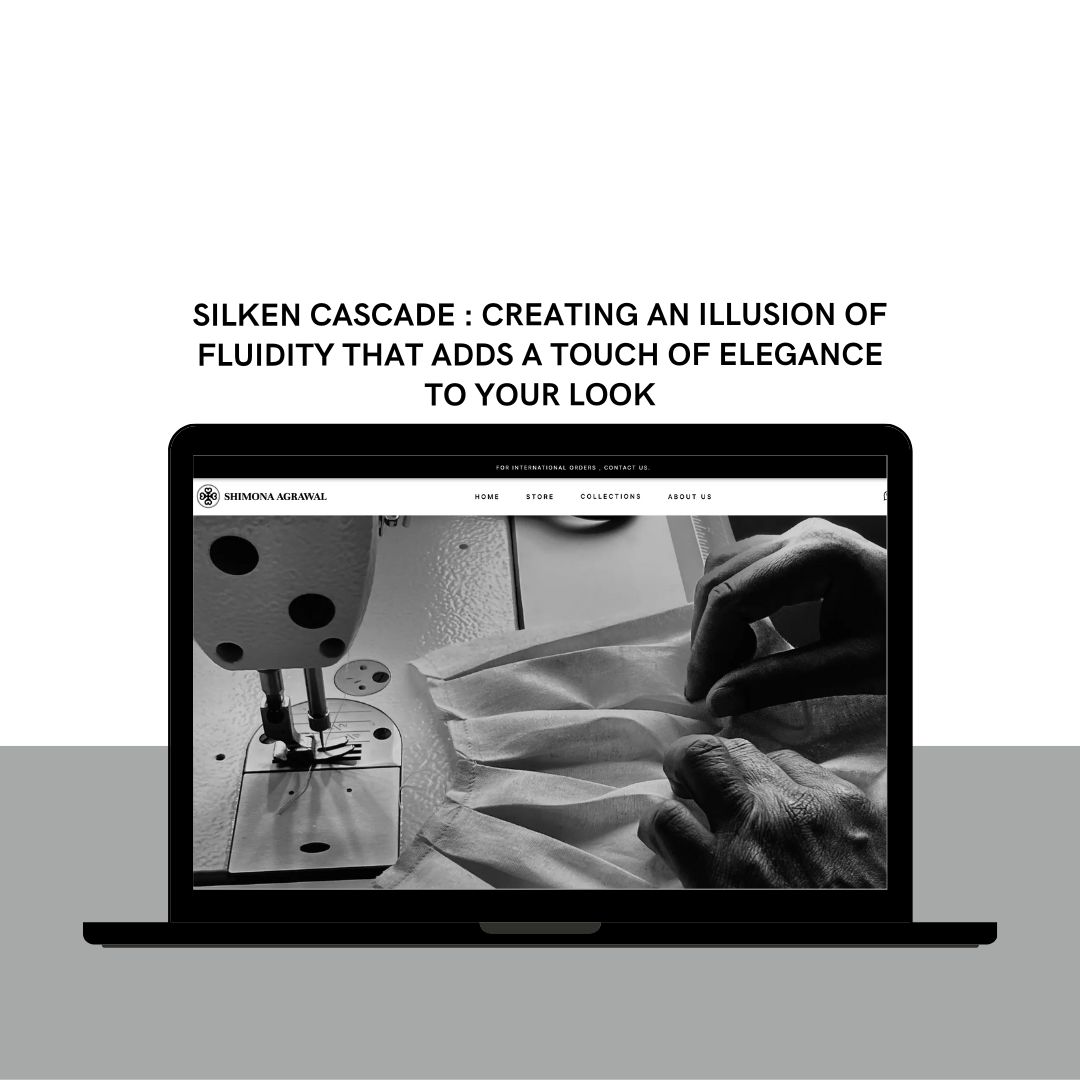 SILKEN CASCADE : CREATING AN ILLUSION OF
FLUIDITY THAT ADDS A TOUCH OF ELEGANCE
TO YOUR LOOK
FOR INTERNATIONAL ORDERS , CONTACT US.
SHIMONA AGRAWAL HOME STORE COLLECTIONS ABOUT US